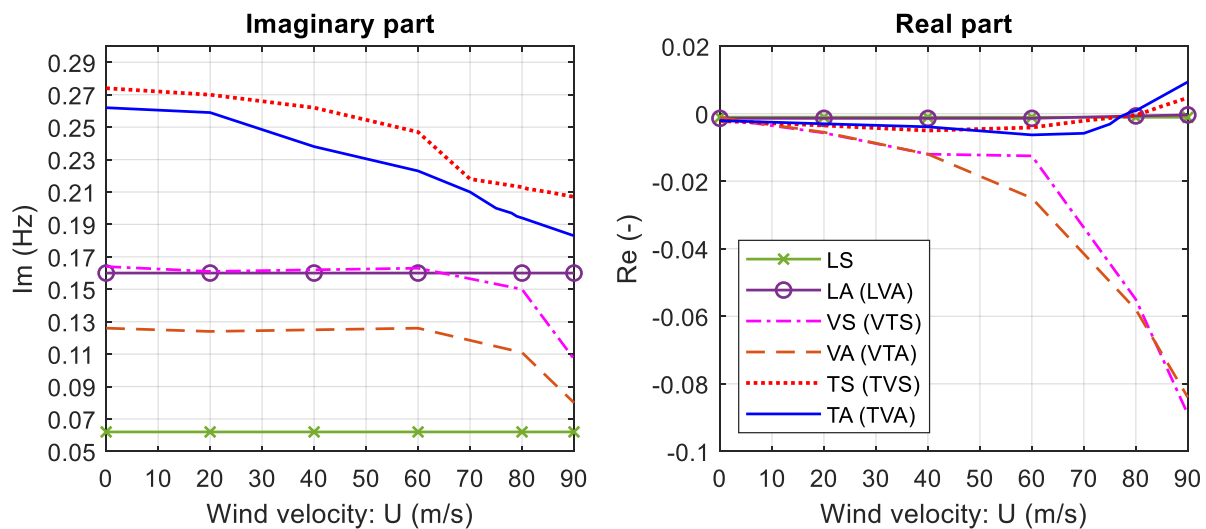 Imaginary part
0.29
0.27
0.25
0.23
0.21
0.19
0.17
0.15
0.13
0.11
0.09
0.07
0.05
Im (Hz)
0 10 20 30 40 50 60 70 80 90
Wind velocity: U (m/s)
Real part
0.02
0
-0.02
-0.04
-0.06
-0.08
-0.1
Re (-)
0 10 20 30 40 50 60 70 80 90
Wind velocity: U (m/s)
LS
LA (LVA)
VS (VTS)
VA (VTA)
TS (TVS)
TA (TVA)